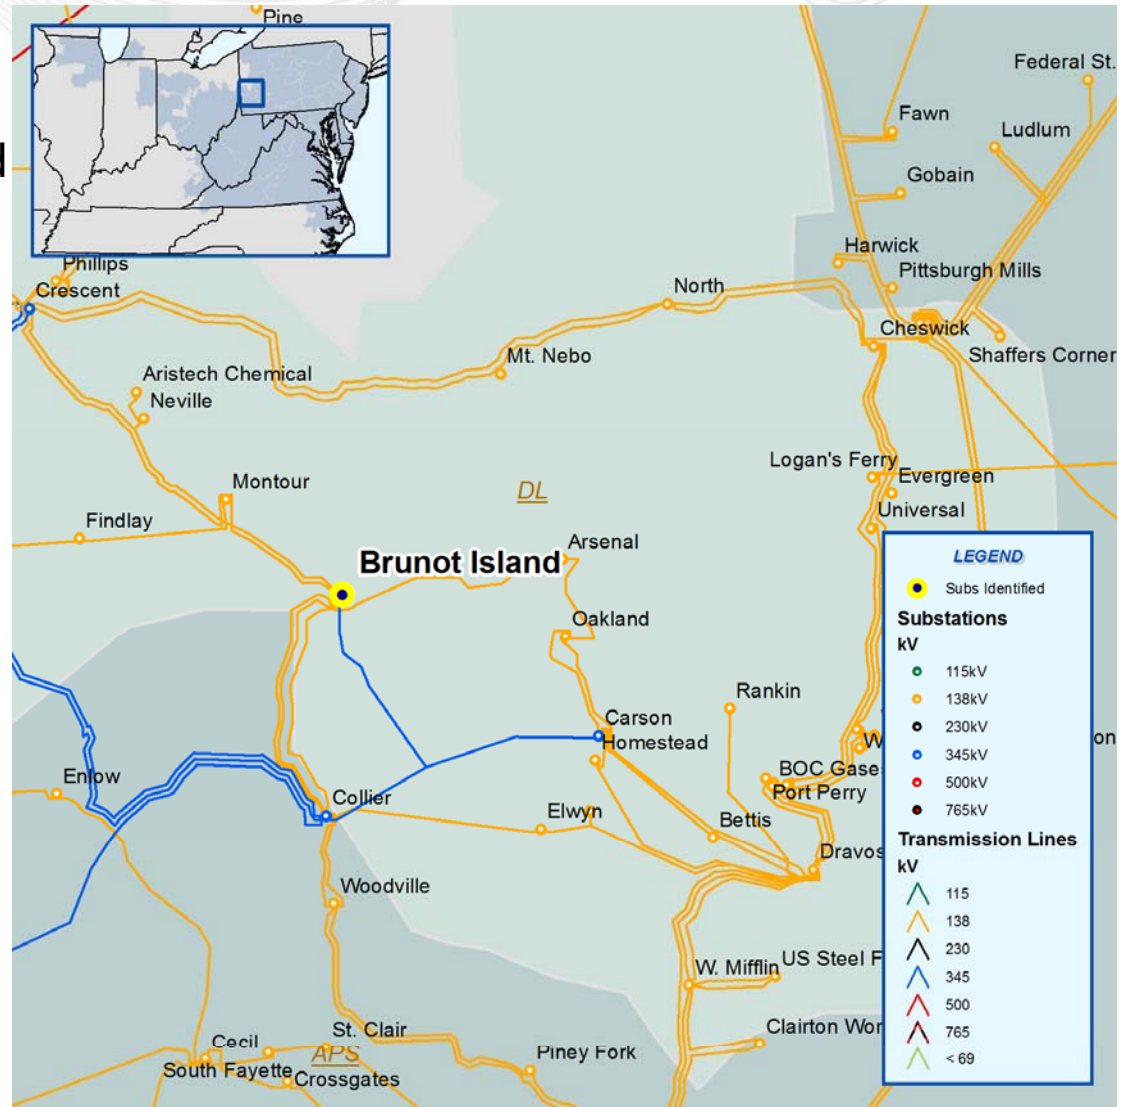 Pine
Federal St.
Fawn
Ludlum
Gobain
Harwick
Phillips
Pittsburgh Mills
North
Crescent
Cheswick
Mt. Nebo
Shaffers Corner
Aristech Chemical
Neville
Logan's Ferry
Evergreen
Montour
DL
Universal
Findlay
Arsenal
Brunot Island
Oakland
Rankin
Carson
Homestead
W
on
BOC Gase
Enlow
Port Perry
Collier
Elwyn
Bettis
Dravos
Woodville
US Steel F
W. Mifflin
Clairton Wor
St. Clair
Cecil
APS
Piney Fork
South Fayette
Crossgates
LEGEND
Subs Identified
Substations
kV
115kV
138kV
230kV
345kV
500kV
765kV
Transmission Lines
kV
115
138
230
345
500
765
< 69